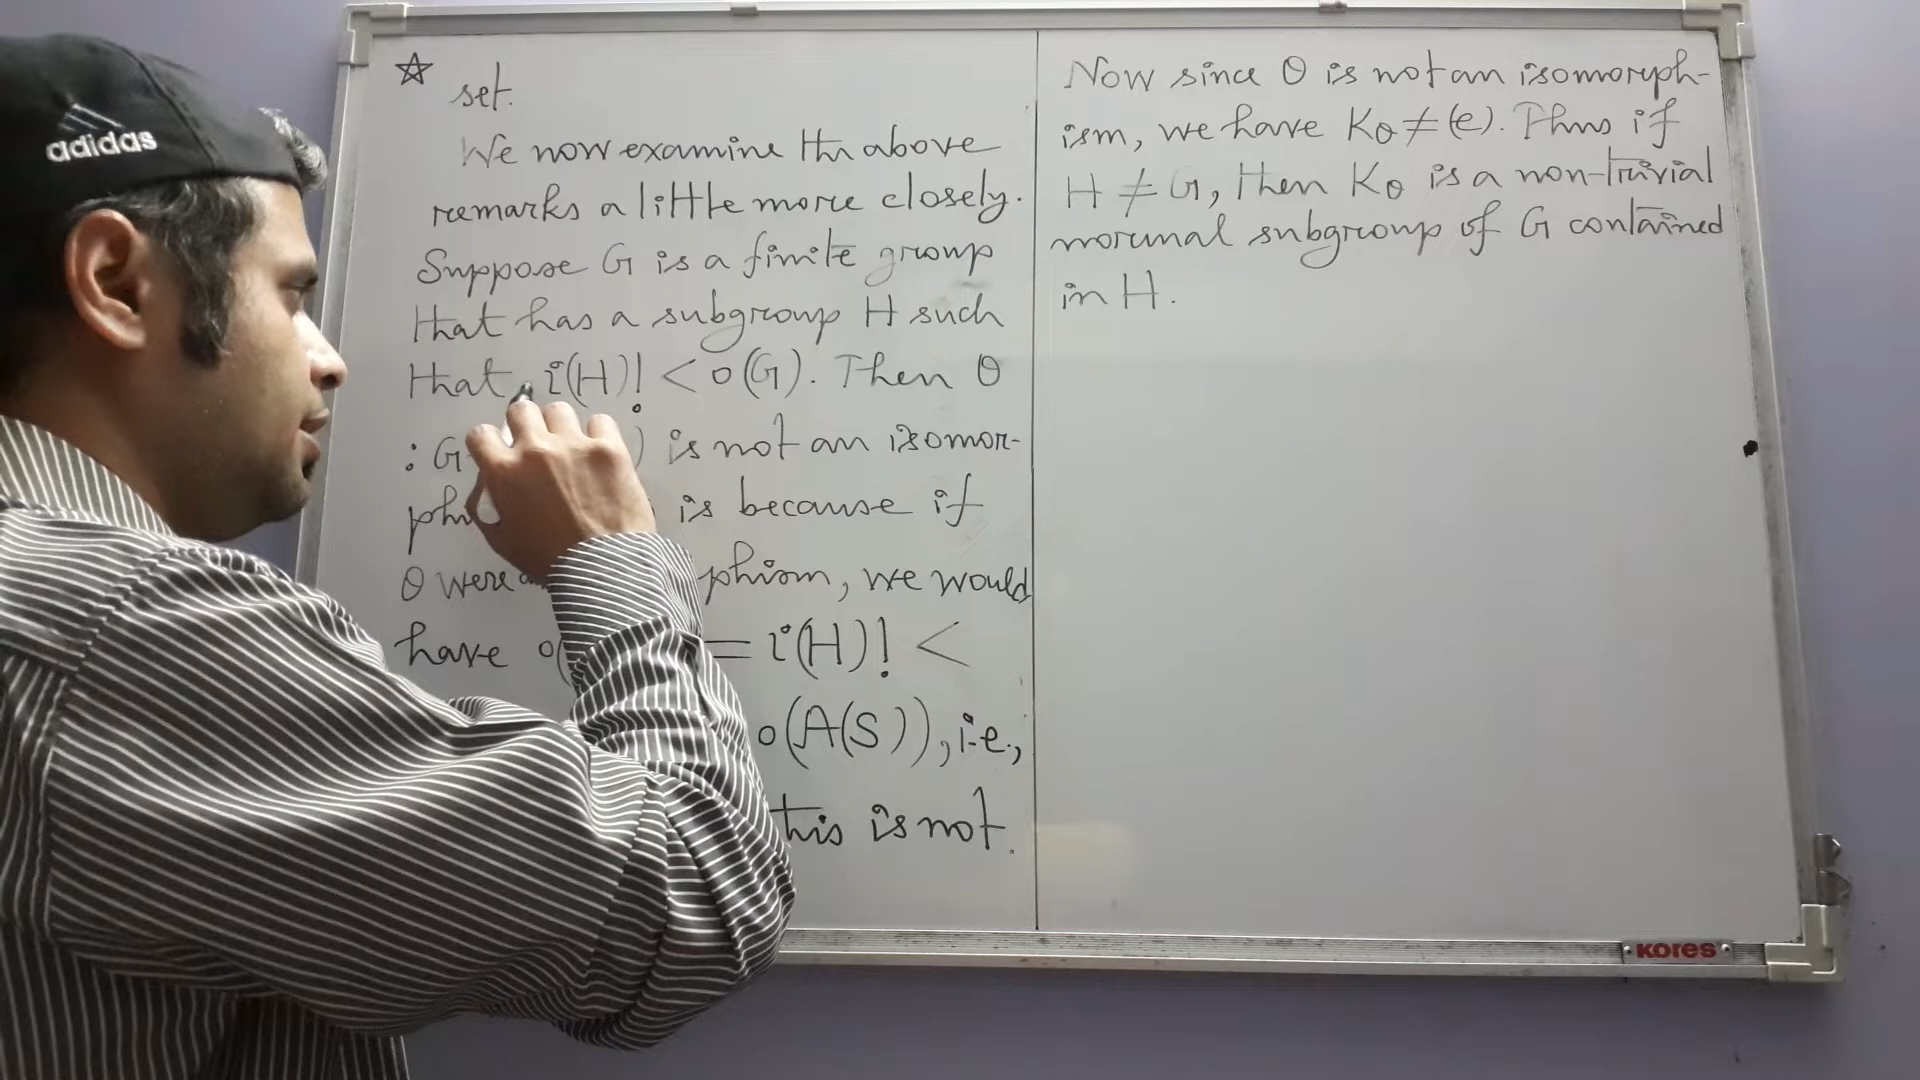 adidas
☆ set.
We now examine the above
remarks a little more closely.
Suppose G is a finite group
that has a subgroup H such
that i(H)! < o(G). Then θ
: G ) is not an isomor-
is because if
θ were phism, we would
have o( = i(H)! <
o(A(S)), i.e.,
this is not.
Now since θ is not an isomorph-
ism, we have Kθ ≠ (e). Thus if
H ≠ G, then Kθ is a non-trivial
normal subgroup of G contained
in H.
KORES